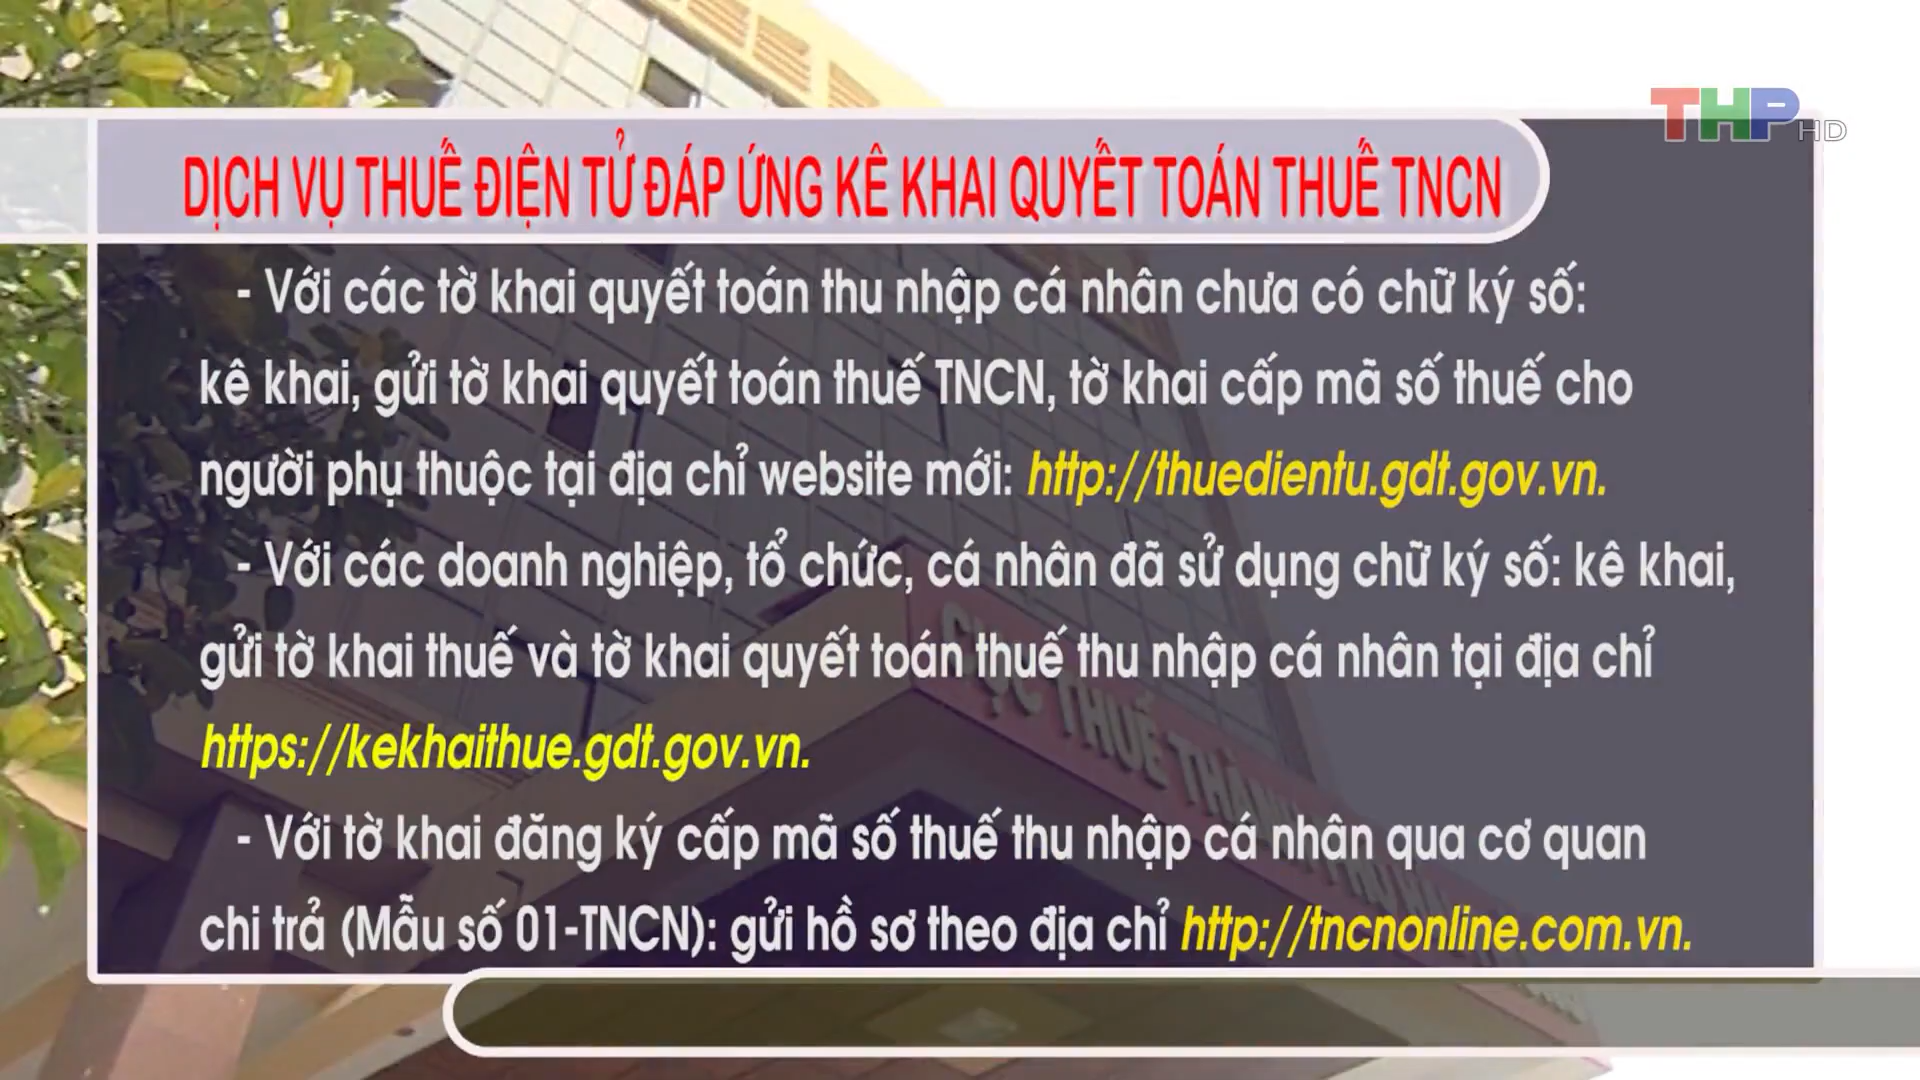 THP HD
DỊCH VỤ THUẾ ĐIỆN TỬ ĐÁP ỨNG KÊ KHAI QUYẾT TOÁN THUẾ TNCN
- Với các tờ khai quyết toán thu nhập cá nhân chưa có chữ ký số:
kê khai, gửi tờ khai quyết toán thuế TNCN, tờ khai cấp mã số thuế cho
người phụ thuộc tại địa chỉ website mới: http://thuedientu.gdt.gov.vn.
- Với các doanh nghiệp, tổ chức, cá nhân đã sử dụng chữ ký số: kê khai,
gửi tờ khai thuế và tờ khai quyết toán thuế thu nhập cá nhân tại địa chỉ
https://kekhaithue.gdt.gov.vn.
- Với tờ khai đăng ký cấp mã số thuế thu nhập cá nhân qua cơ quan
chi trả (Mẫu số 01-TNCN): gửi hồ sơ theo địa chỉ http://tncnonline.com.vn.
CỤC THUẾ THÀNH PHỐ